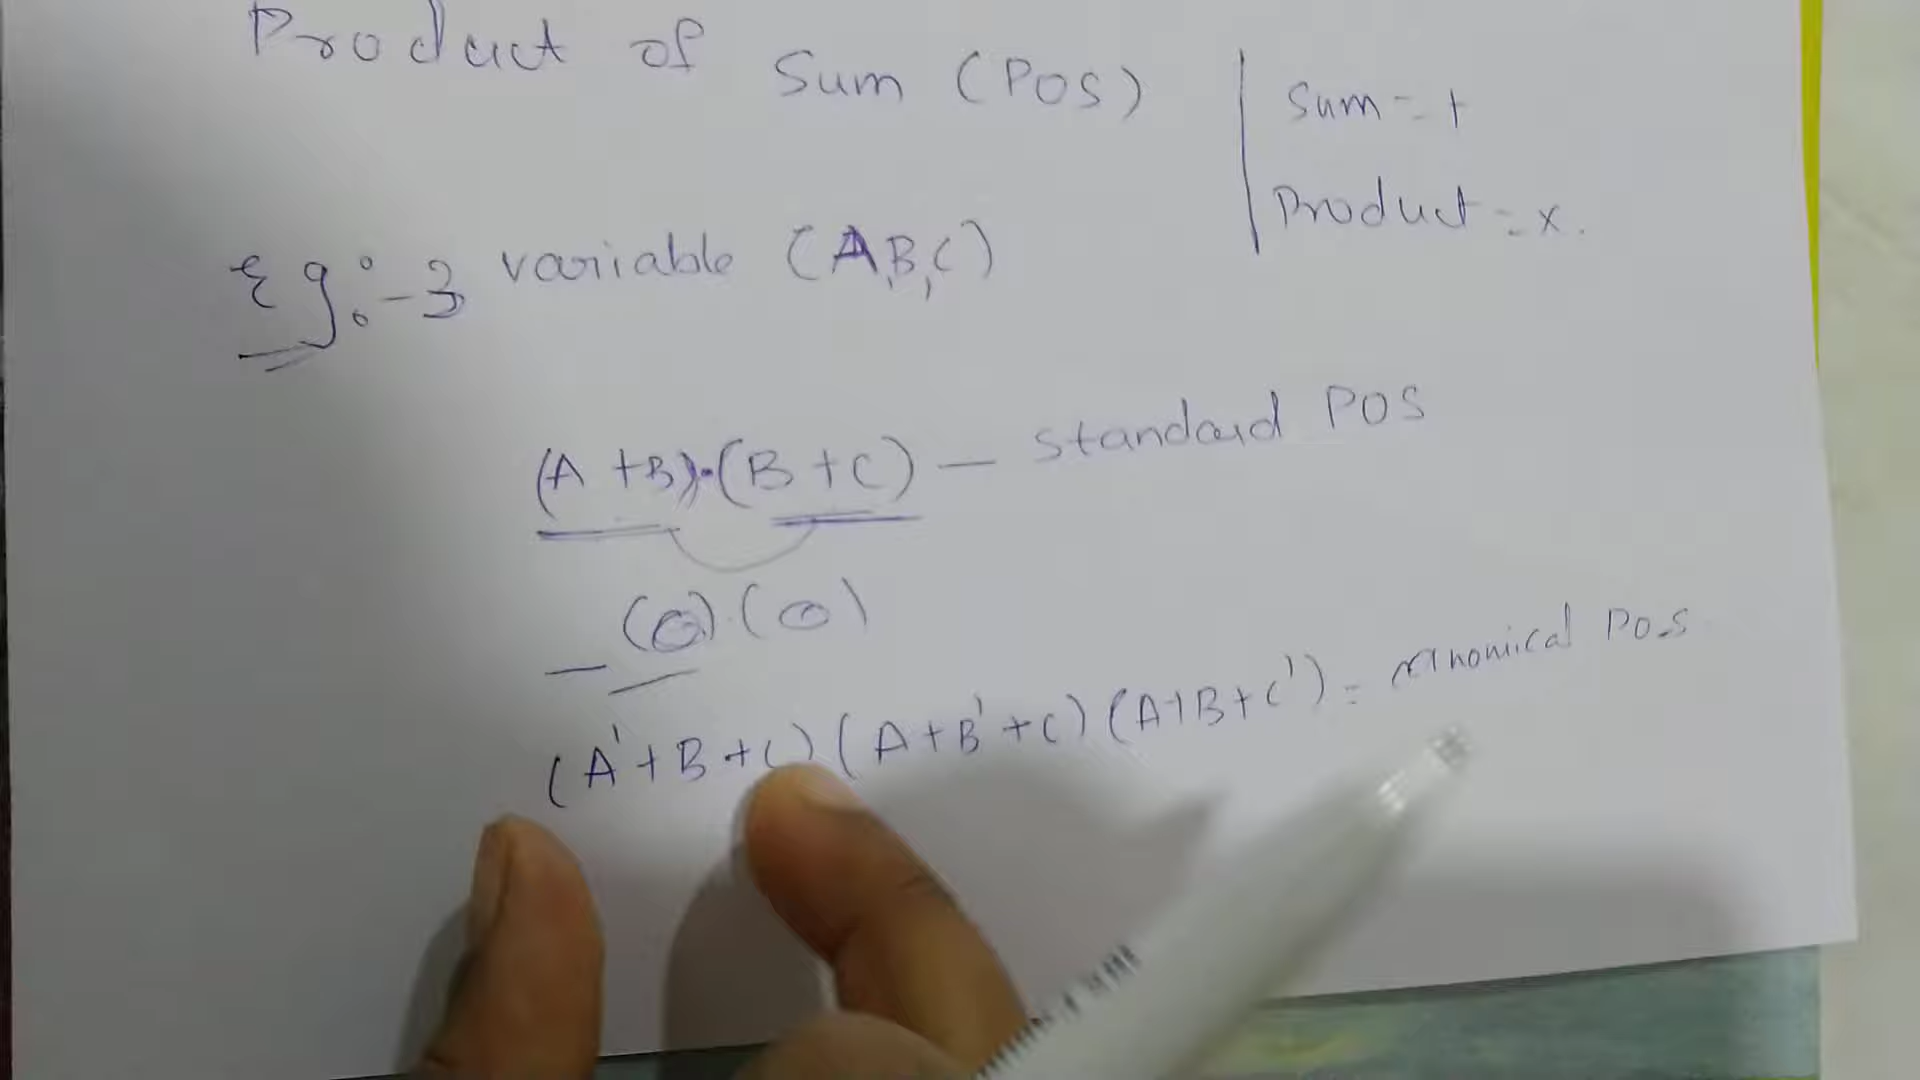 Product of Sum (POS)
Sum = +
Product = x.
Eg:- 3 variable (A,B,C)
(A+B).(B+C) — standard POS
— (0).(0)
(A'+B+C)(A+B'+C)(A+B+C') = canonical POS